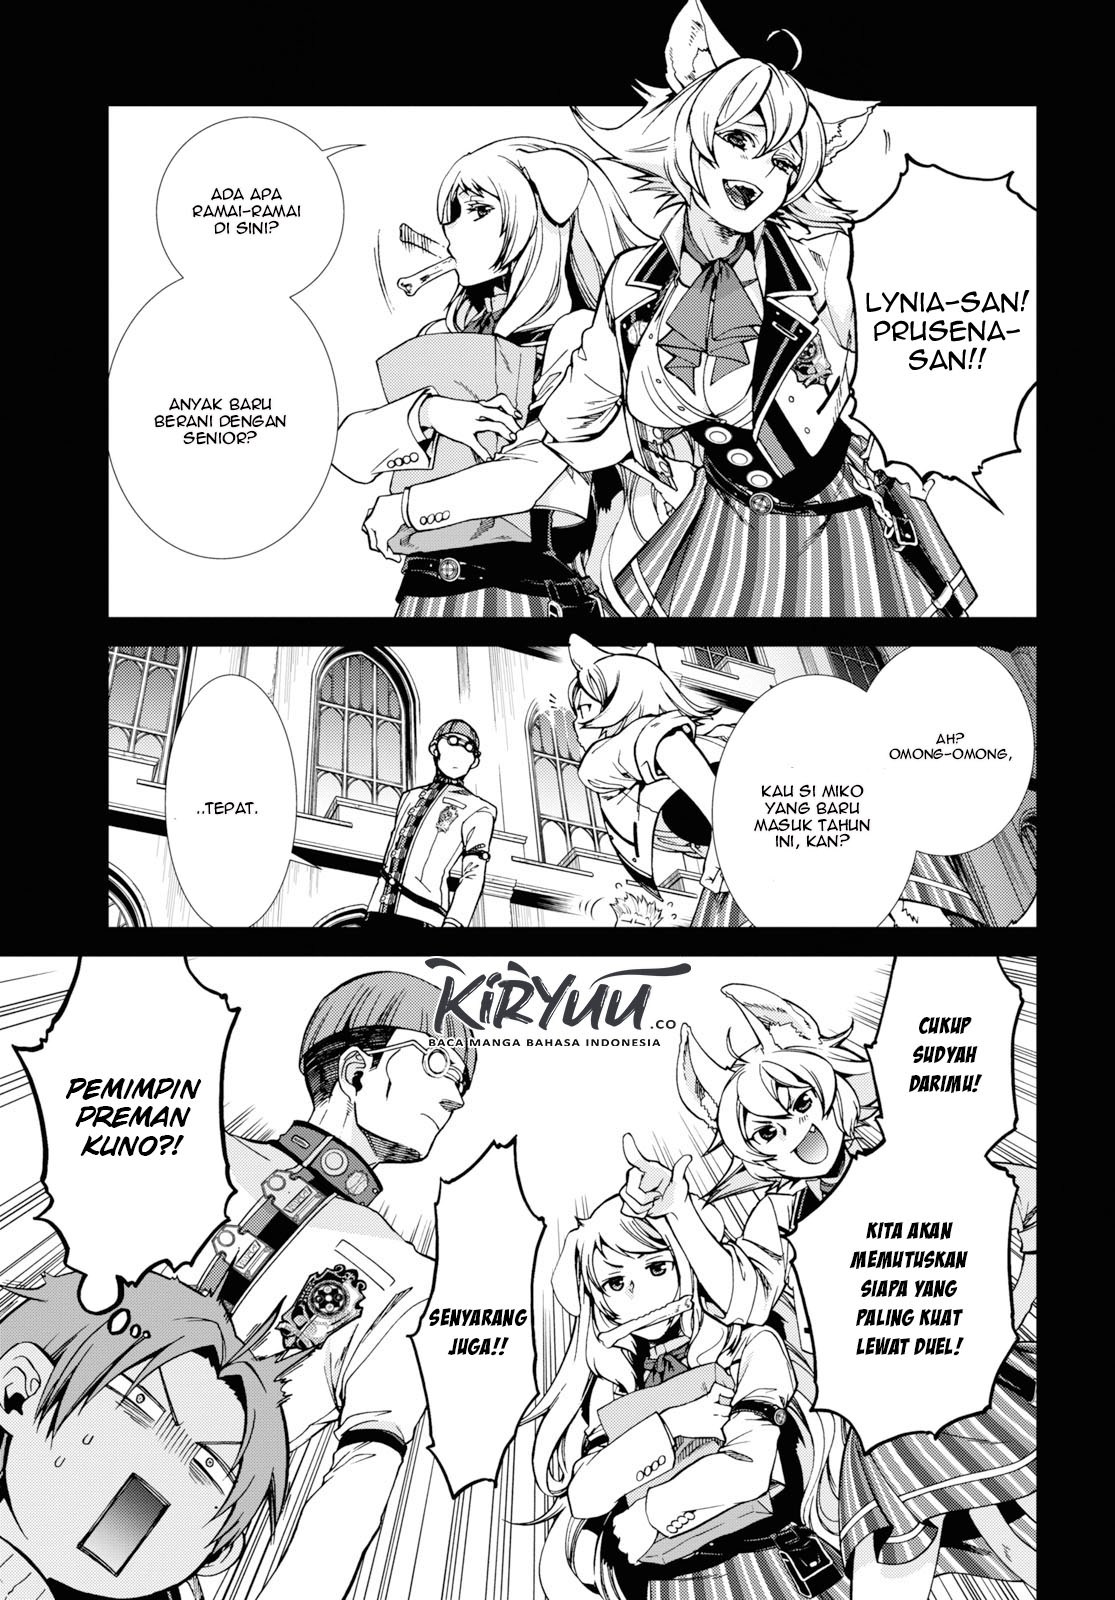 LYNIA-SAN!
PRUSENA-
SAN!!
ADA APA
RAMAI-RAMAI
DI SINI?
ANYAK BARU
BERANI DENGAN
SENIOR?
AH?
OMONG-OMONG,
KAU SI MIKO
YANG BARU
MASUK TAHUN
INI, KAN?
..TEPAT.
KIRYUU.CO
BACA MANGA BAHASA INDONESIA
CUKUP
SUDYAH
DARIMU!
KITA AKAN
MEMUTUSKAN
SIAPA YANG
PALING KUAT
LEWAT DUEL!
SENYARANG
JUGA!!
PEMIMPIN
PREMAN
KUNO?!